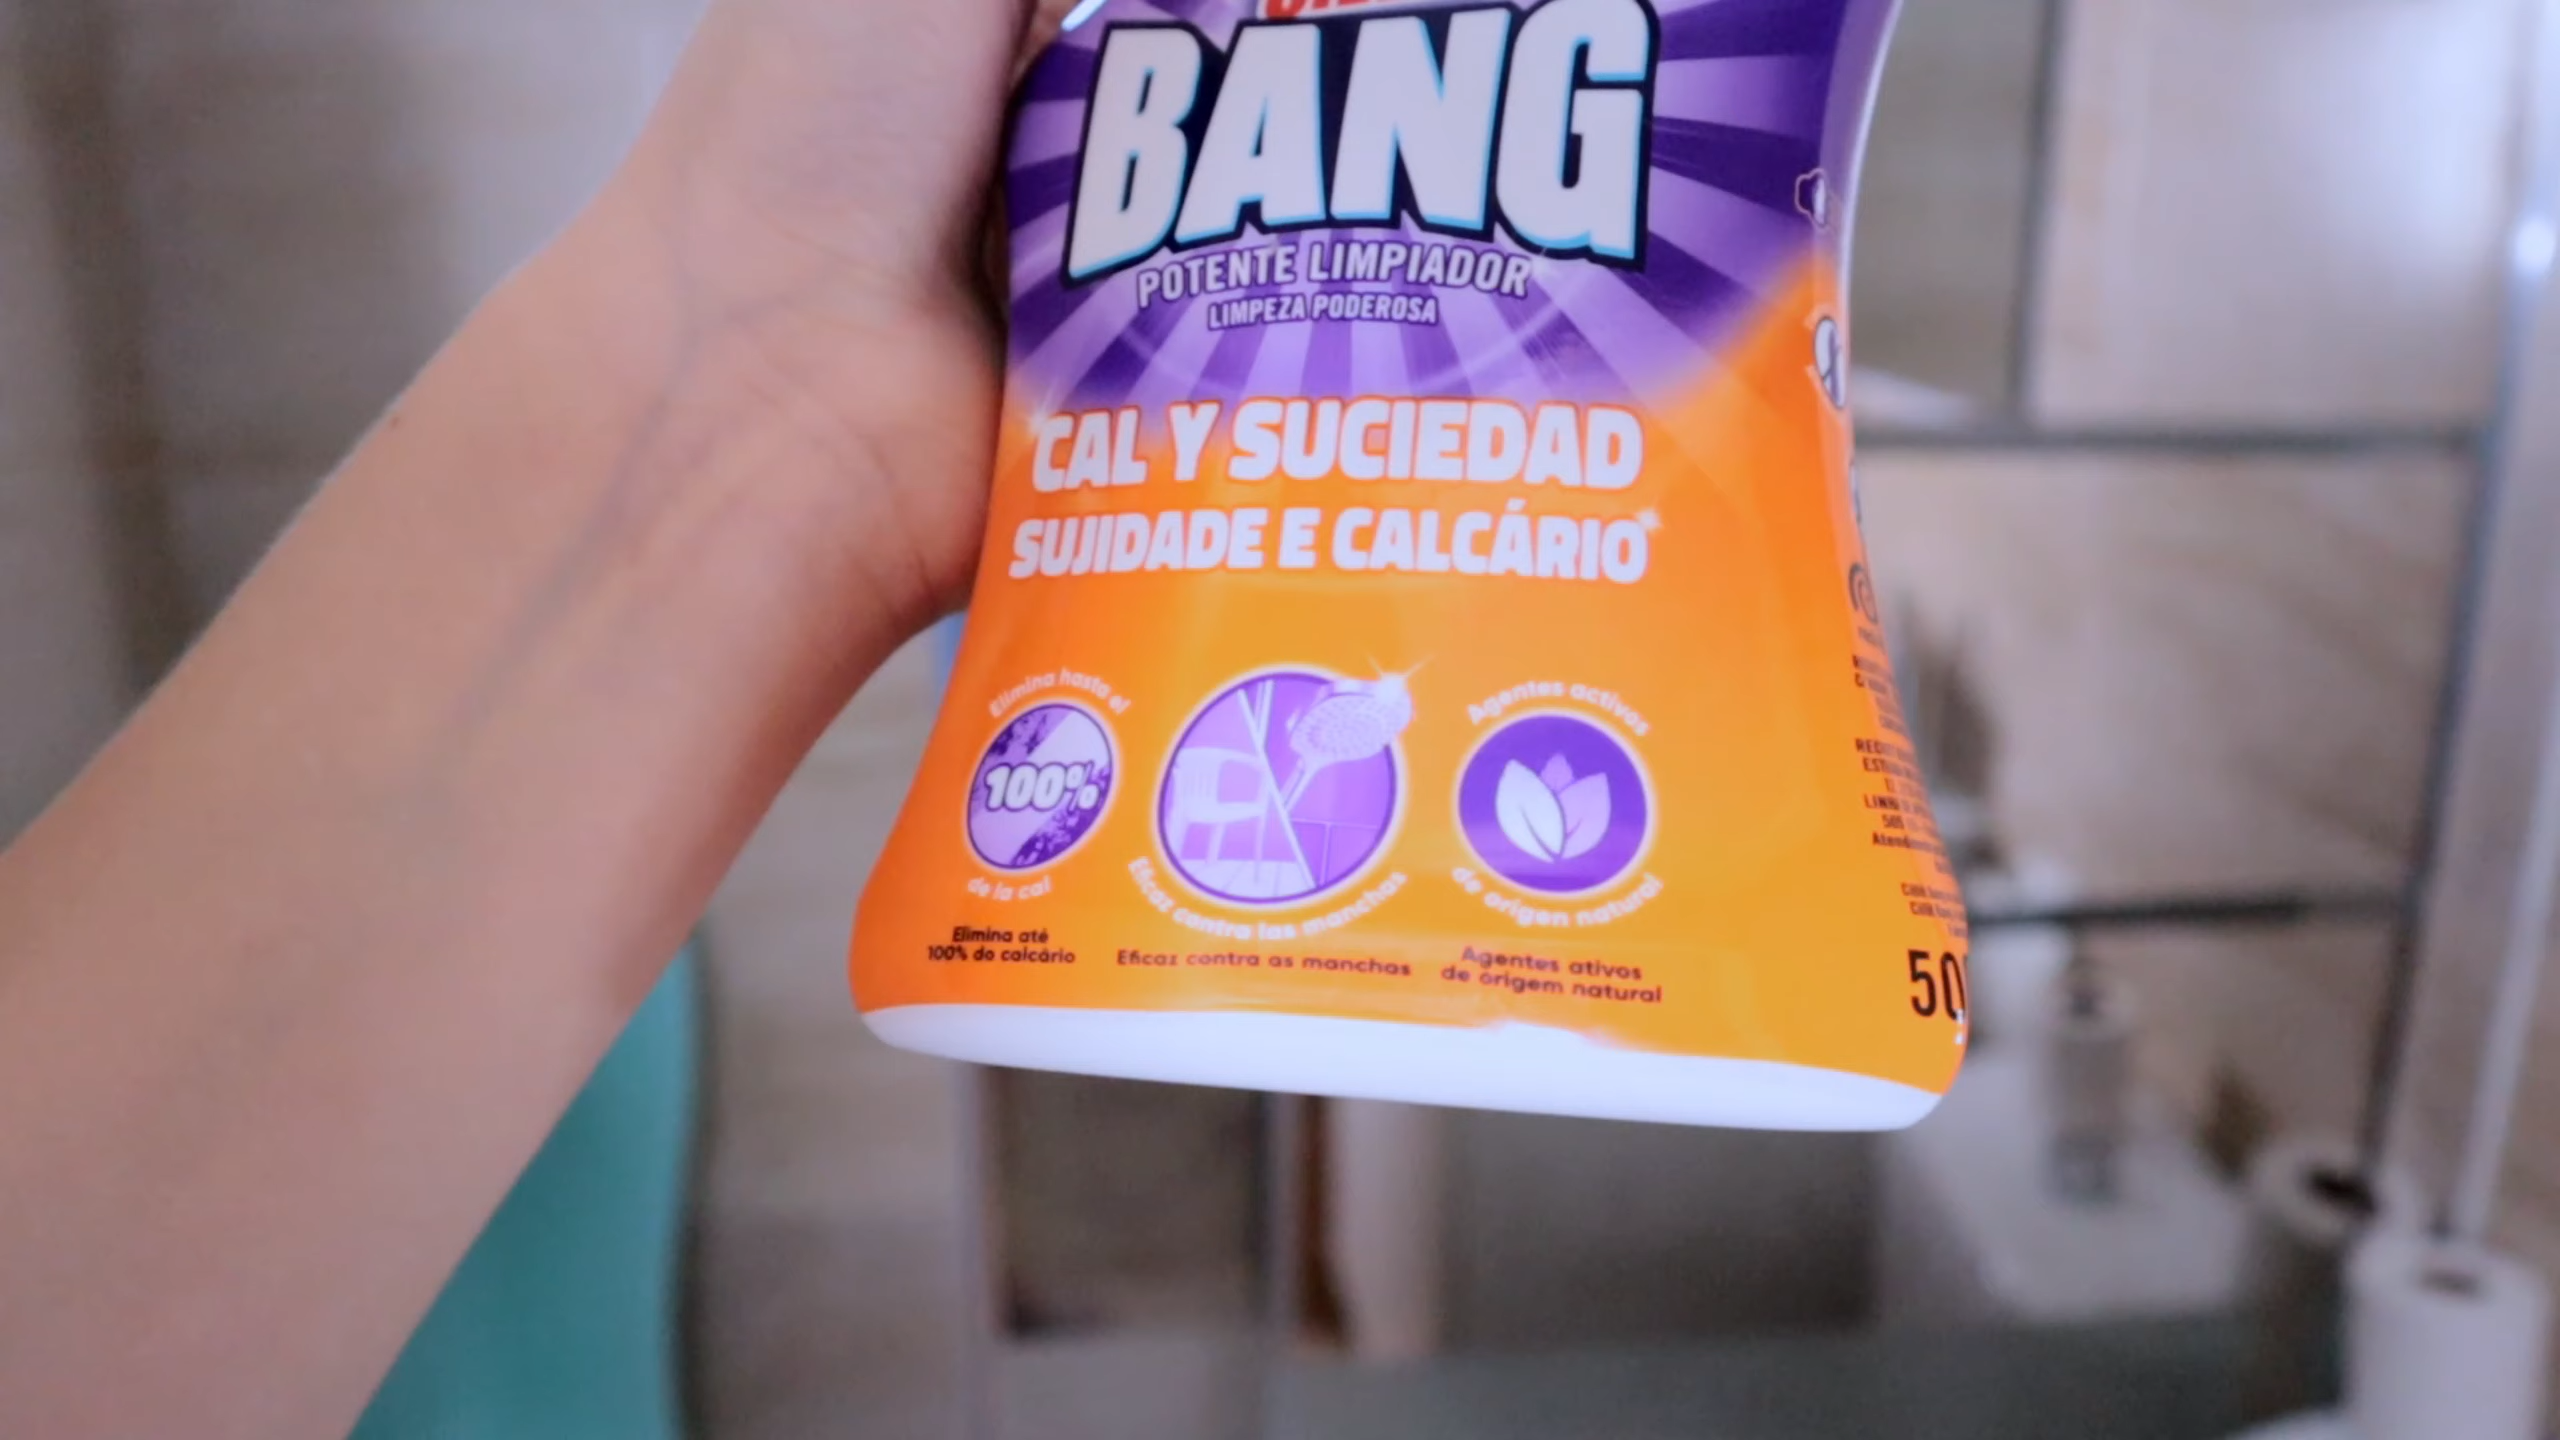 BANG
POTENTE LIMPIADOR
LIMPEZA PODEROSA
CAL Y SUCIEDAD
SUJIDADE E CALCÁRIO
Elimina hasta el
100%
de la cal
Elimina até
100% do calcário
Eficaz contra las manchas
Eficaz contra as manchas
Agentes activos
de origen natural
Agentes ativos
de origem natural